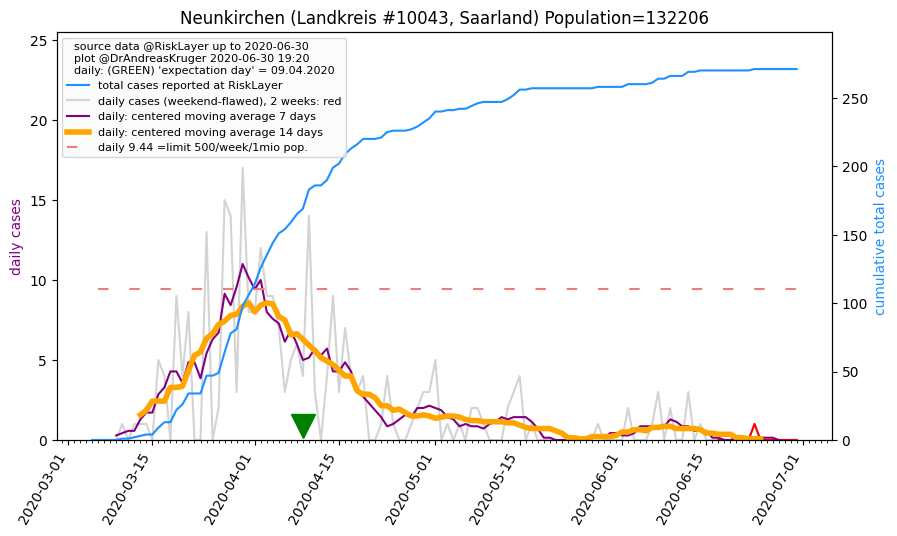 Neunkirchen (Landkreis #10043, Saarland) Population=132206
source data @RiskLayer up to 2020-06-30
plot @DrAndreasKruger 2020-06-30 19:20
daily: (GREEN) 'expectation day' = 09.04.2020
total cases reported at RiskLayer
daily cases (weekend-flawed), 2 weeks: red
daily: centered moving average 7 days
daily: centered moving average 14 days
daily 9.44 =limit 500/week/1mio pop.
daily cases
25
20
15
10
5
0
cumulative total cases
250
200
150
100
50
0
2020-03-01
2020-03-15
2020-04-01
2020-04-15
2020-05-01
2020-05-15
2020-06-01
2020-06-15
2020-07-01